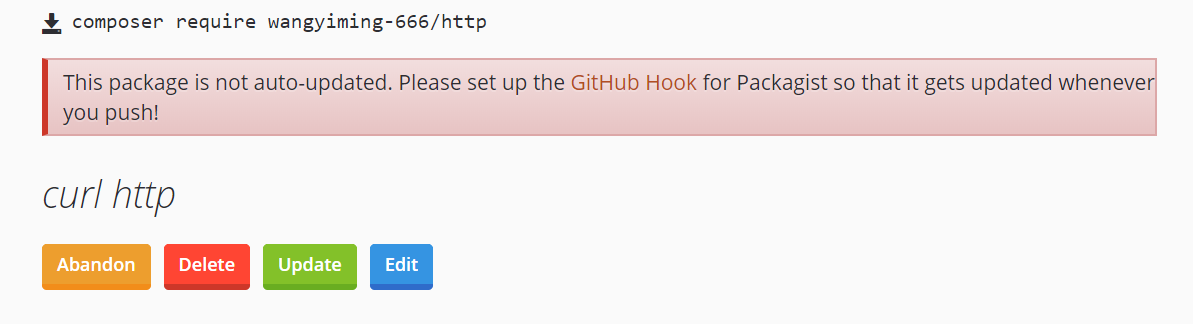 composer require wangyiming-666/http
This package is not auto-updated. Please set up the GitHub Hook for Packagist so that it gets updated whenever
you push!
curl http
Abandon Delete Update Edit